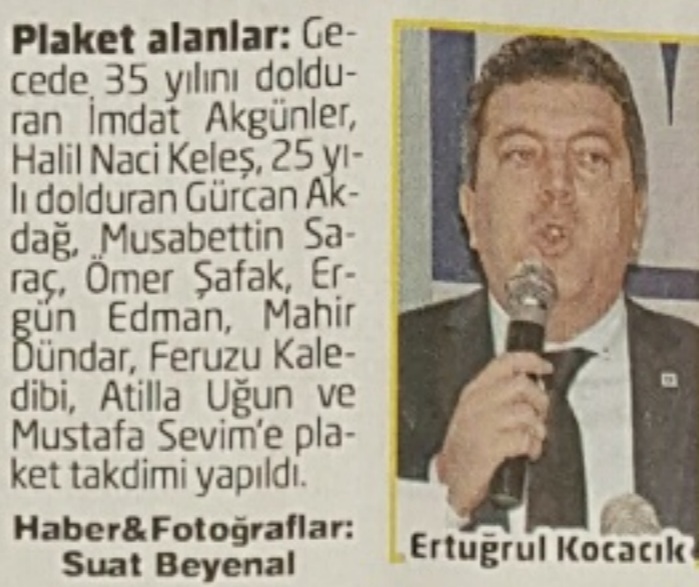 Plaket alanlar: Ge-
cede 35 yılını doldu-
ran İmdat Akgünler,
Halil Naci Keleş, 25 yı-
lı dolduran Gürcan Ak-
dağ, Musabettin Sa-
raç, Ömer Şafak, Er-
gün Edman, Mahir
Dündar, Feruzu Kale-
dibi, Atilla Uğun ve
Mustafa Sevim'e pla-
ket takdimi yapıldı.
Haber&Fotoğraflar:
Suat Beyenal
Ertuğrul Kocacık